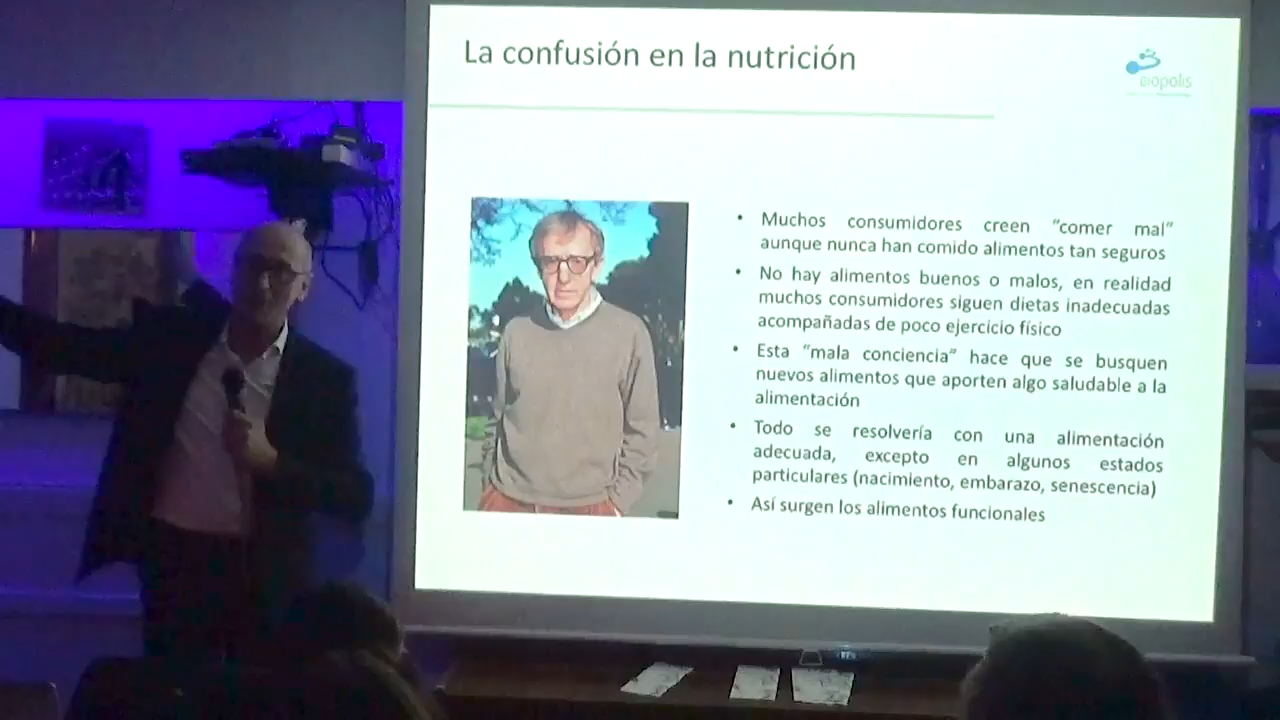 La confusión en la nutrición
BIOPOLIS
• Muchos consumidores creen “comer mal”
aunque nunca han comido alimentos tan seguros
• No hay alimentos buenos o malos, en realidad
muchos consumidores siguen dietas inadecuadas
acompañadas de poco ejercicio físico
• Esta “mala conciencia” hace que se busquen
nuevos alimentos que aporten algo saludable a la
alimentación
• Todo se resolvería con una alimentación
adecuada, excepto en algunos estados
particulares (nacimiento, embarazo, senescencia)
• Así surgen los alimentos funcionales